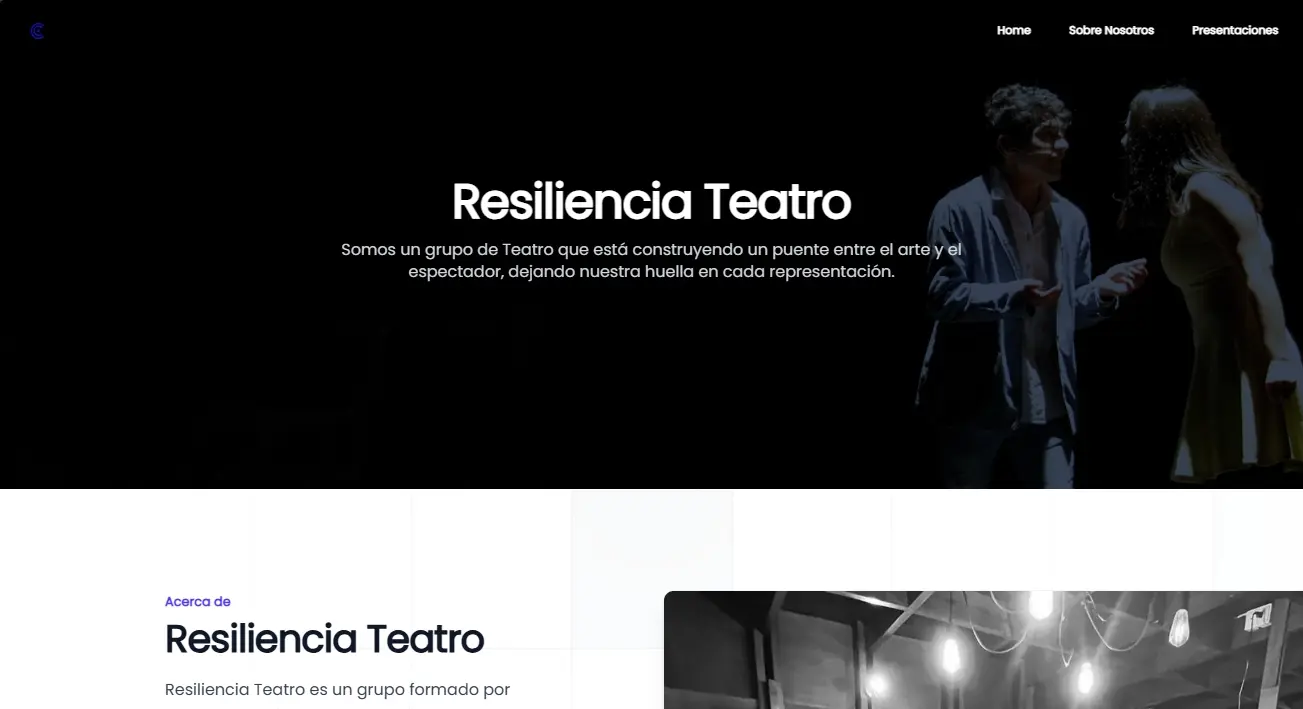 Home
Sobre Nosotros
Presentaciones
Resiliencia Teatro
Somos un grupo de Teatro que está construyendo un puente entre el arte y el
espectador, dejando nuestra huella en cada representación.
Acerca de
Resiliencia Teatro
Resiliencia Teatro es un grupo formado por